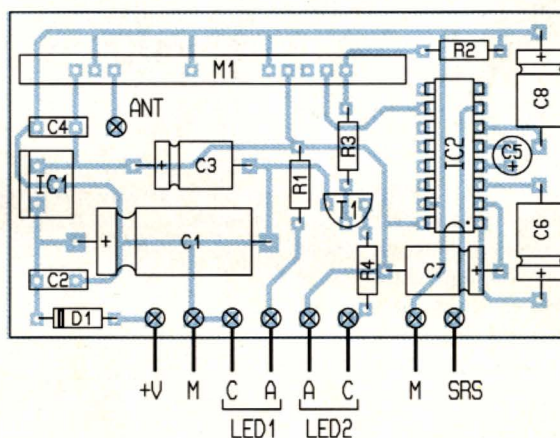 R2
M1
C8
ANT
C4
IC2
C5
R3
IC1
C3
R1
T1
C1
C6
R4
C7
C2
D1
+V M C A A C M SRS
LED1 LED2